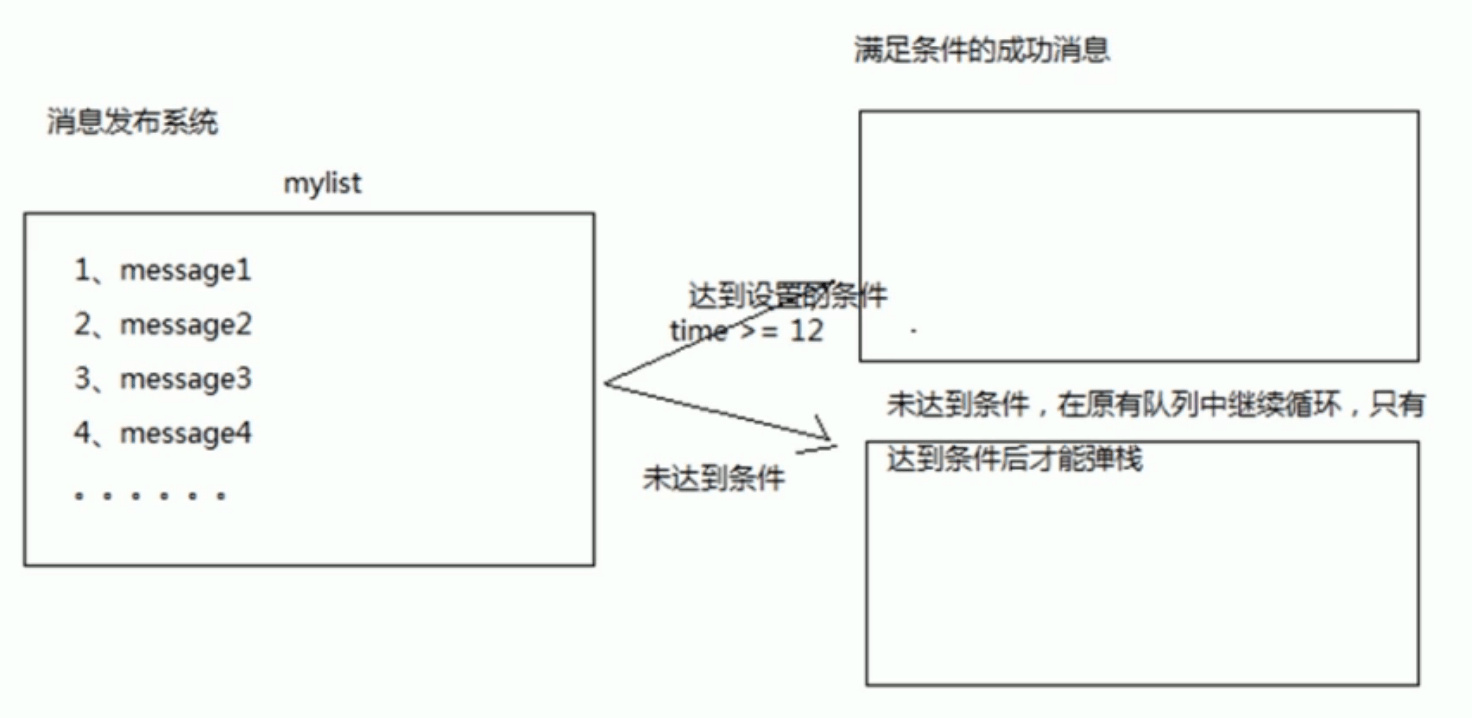 消息发布系统
mylist
1、message1
2、message2
3、message3
4、message4
。。。。。。
达到设置的条件
time >= 12
未达到条件
满足条件的成功消息
未达到条件，在原有队列中继续循环，只有
达到条件后才能弹栈